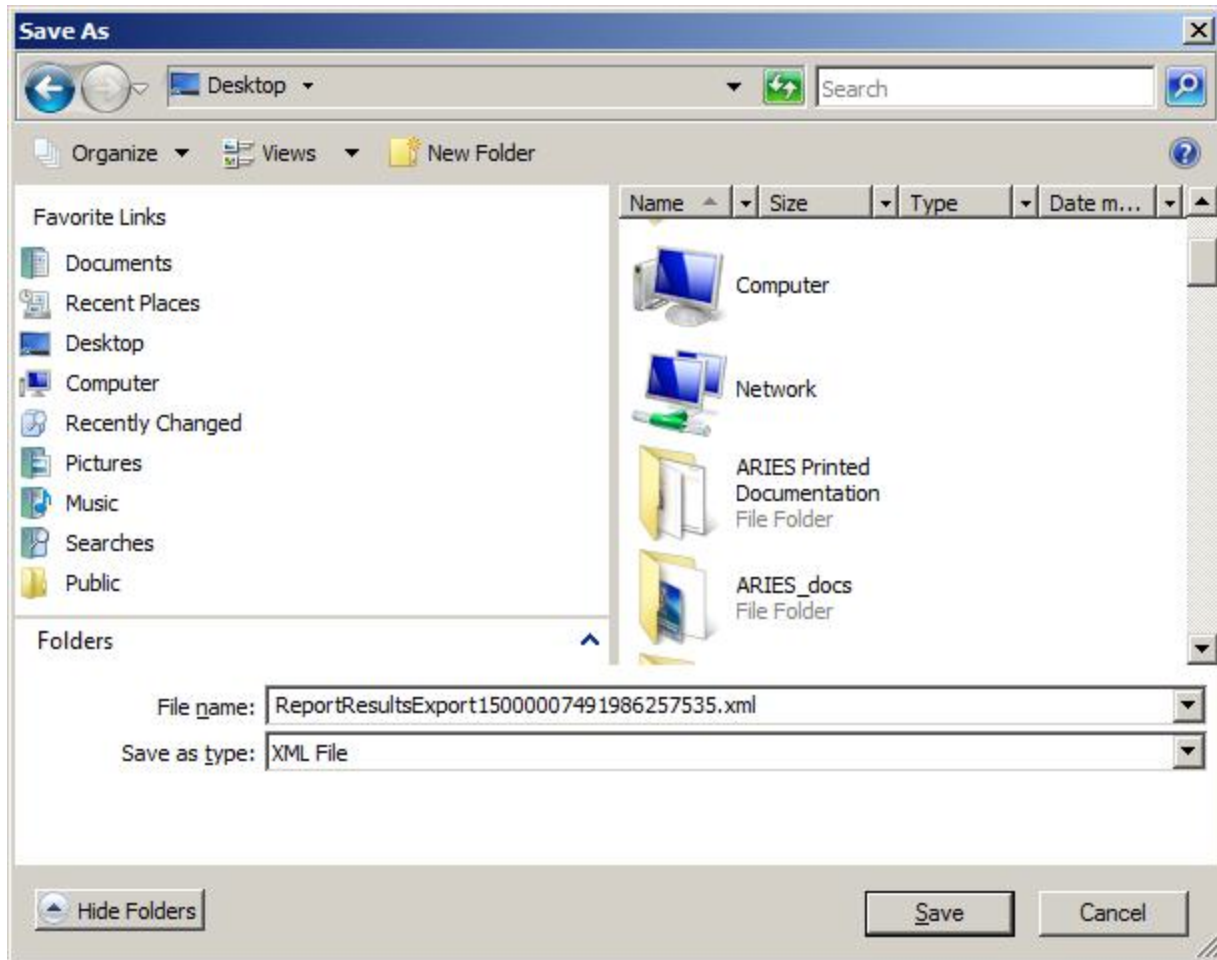 Save As
Desktop
Search
Organize Views New Folder
Favorite Links
Documents
Recent Places
Desktop
Computer
Recently Changed
Pictures
Music
Searches
Public
Folders
Name Size Type Date m...
Computer
Network
ARIES Printed
Documentation
File Folder
ARIES_docs
File Folder
File name: ReportResultsExport15000007491986257535.xml
Save as type: XML File
Hide Folders Save Cancel